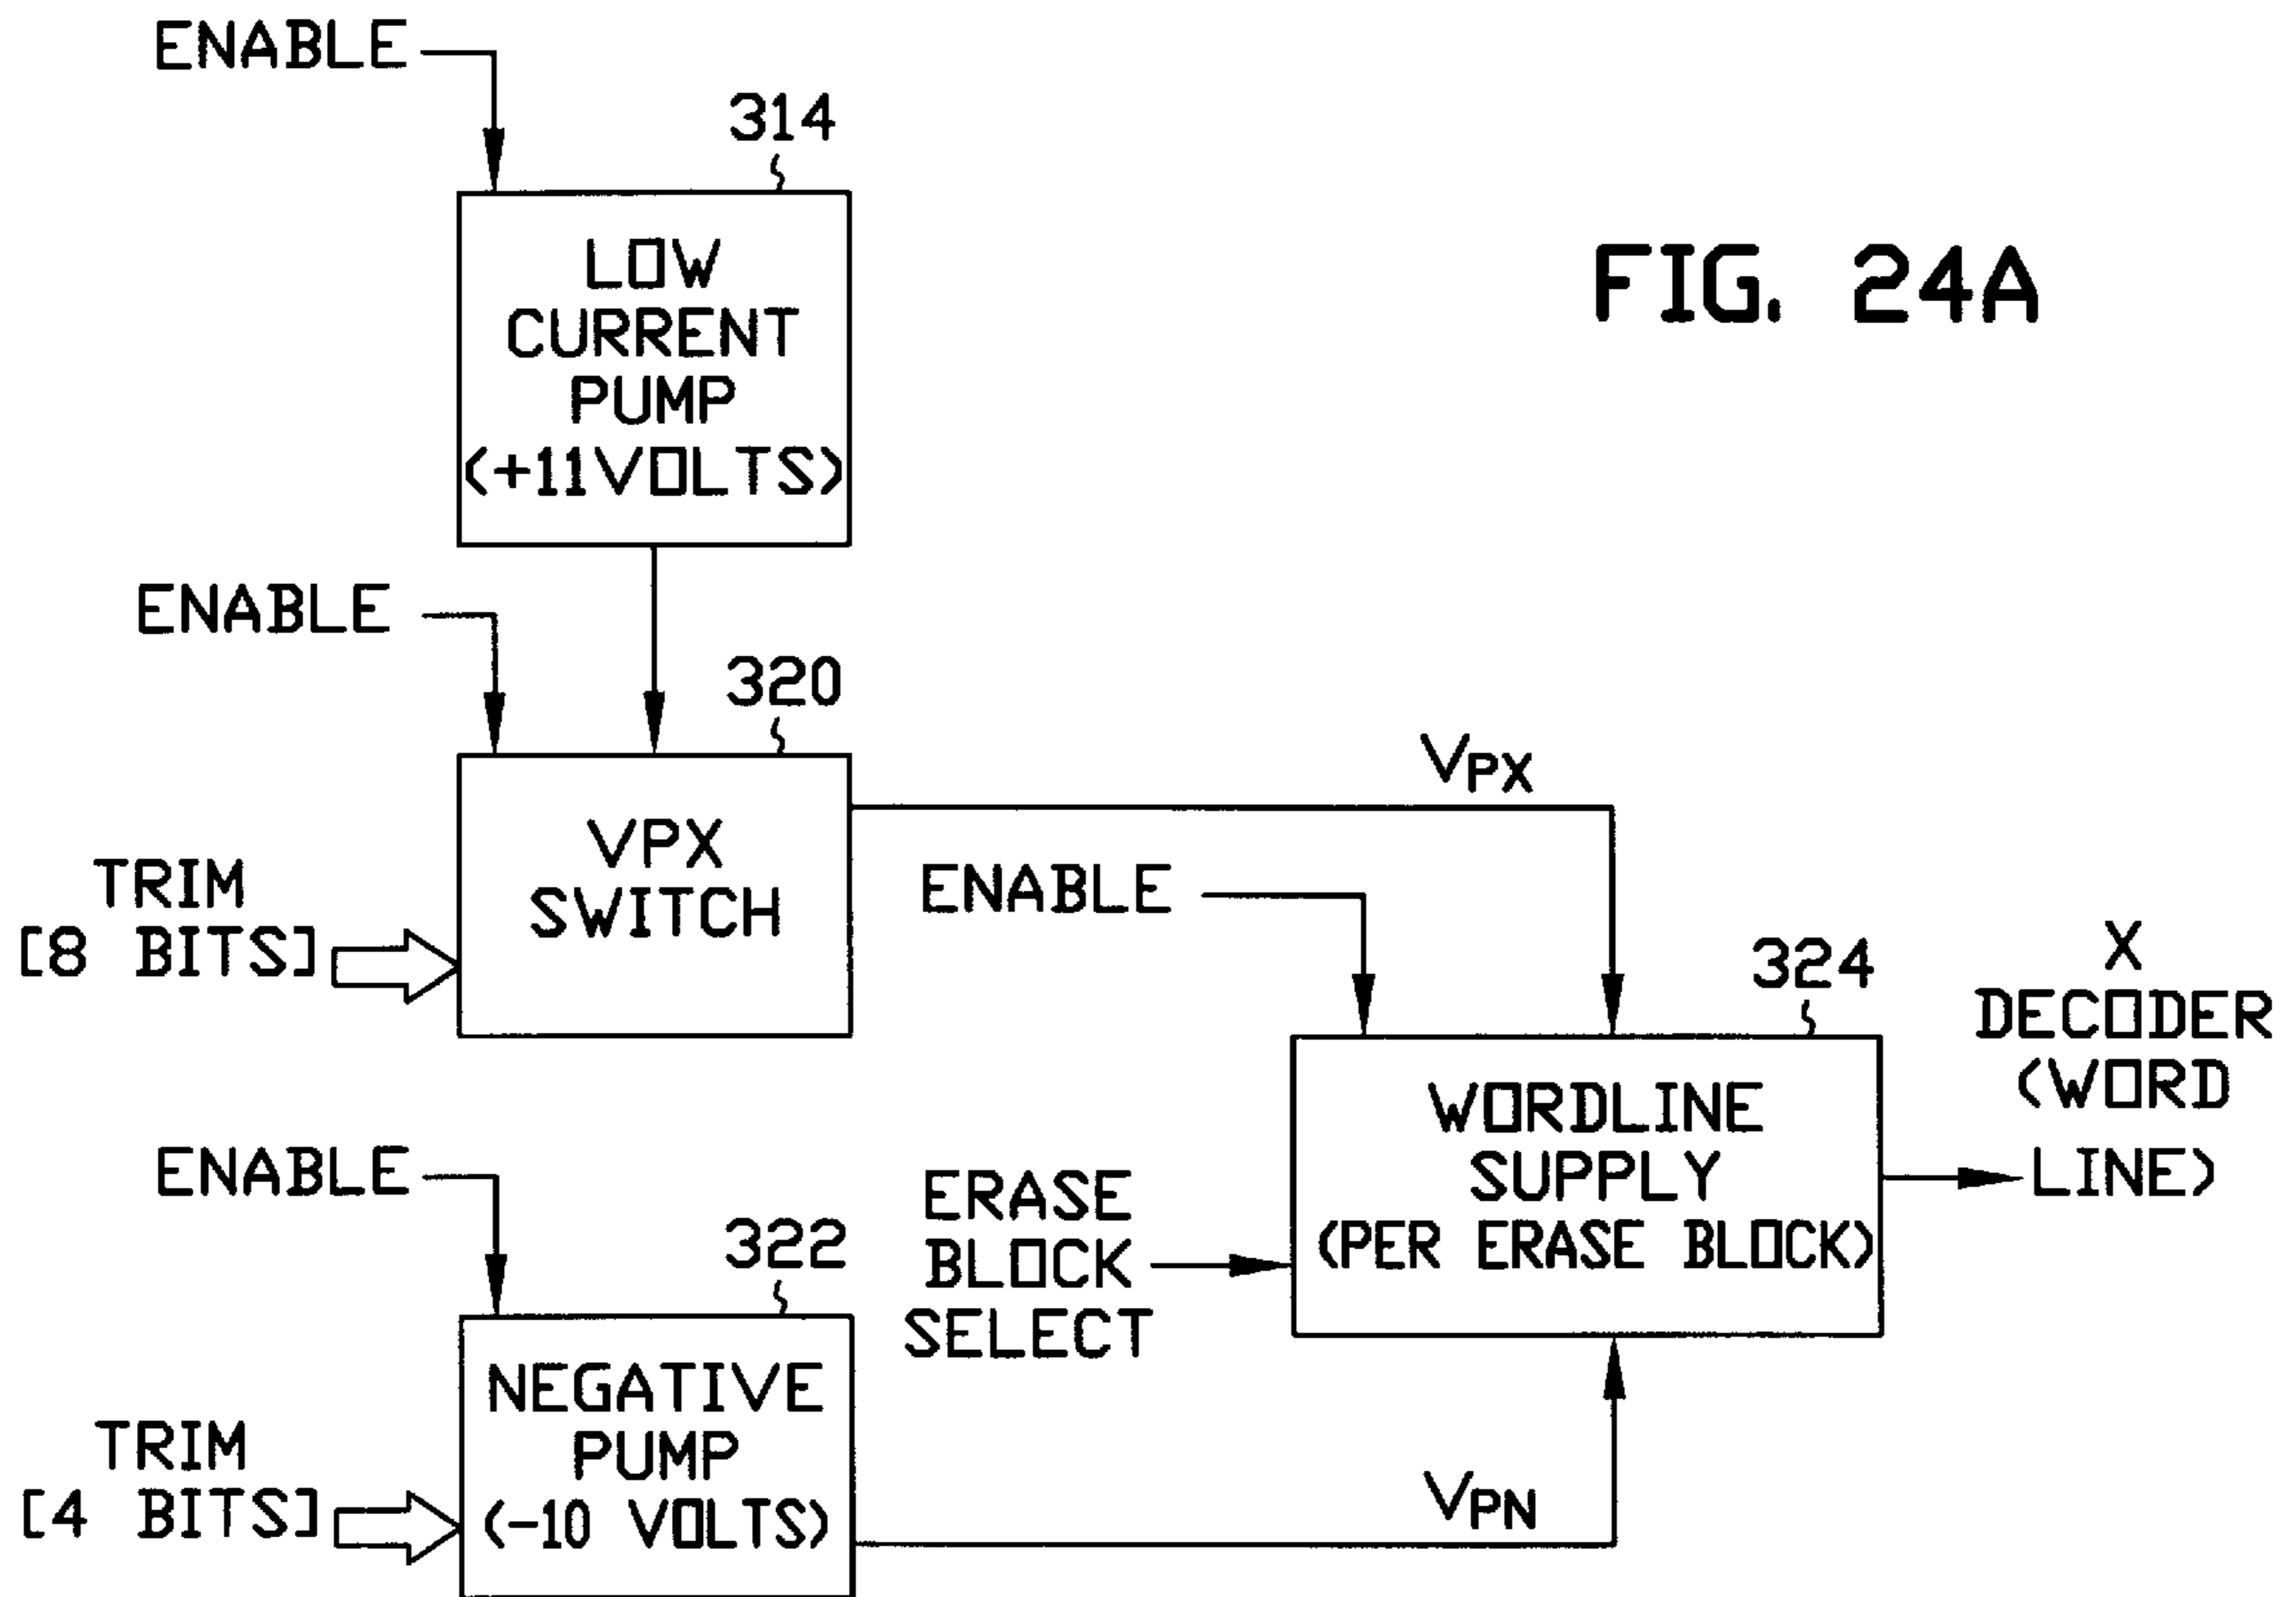 ENABLE
314
LOW
CURRENT
PUMP
(+11VOLTS)
FIG. 24A
ENABLE
320
VPX
SWITCH
TRIM
[8 BITS]
VPX
ENABLE
324
X
DECODER
(WORD
LINE)
WORDLINE
SUPPLY
(PER ERASE BLOCK)
ERASE
BLOCK
SELECT
ENABLE
322
NEGATIVE
PUMP
(-10 VOLTS)
TRIM
[4 BITS]
VPN